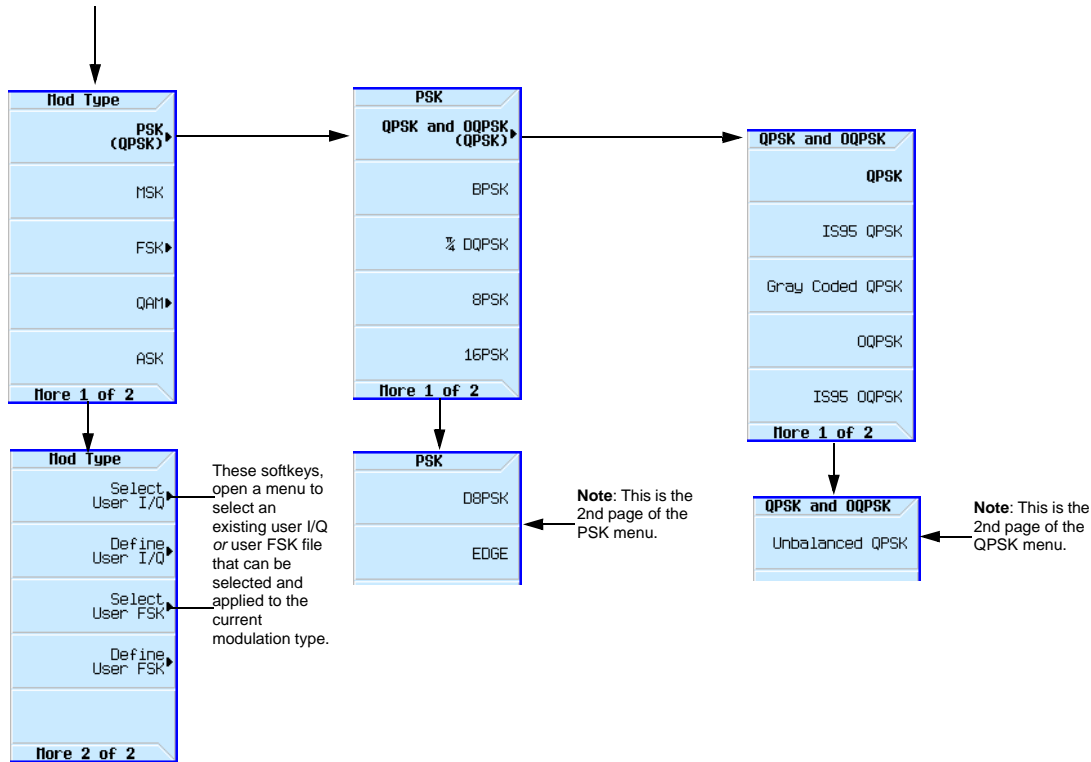 Mod Type
PSK
(QPSK)
MSK
FSK
QAM
ASK
More 1 of 2
PSK
QPSK and OQPSK
(QPSK)
BPSK
π/4 DQPSK
8PSK
16PSK
More 1 of 2
QPSK and OQPSK
QPSK
IS95 QPSK
Gray Coded QPSK
OQPSK
IS95 OQPSK
More 1 of 2
Mod Type
Select
User I/Q
Define
User I/Q
Select
User FSK
Define
User FSK
More 2 of 2
These softkeys,
open a menu to
select an
existing user I/Q
or user FSK file
that can be
selected and
applied to the
current
modulation type.
PSK
D8PSK
EDGE
Note: This is the
2nd page of the
PSK menu.
QPSK and OQPSK
Unbalanced QPSK
Note: This is the
2nd page of the
QPSK menu.